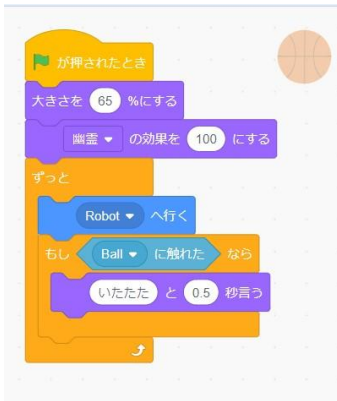 が押されたとき
大きさを 65 %にする
幽霊 の効果を 100 にする
ずっと
Robot へ行く
もし Ball に触れた なら
いたたた と 0.5 秒言う